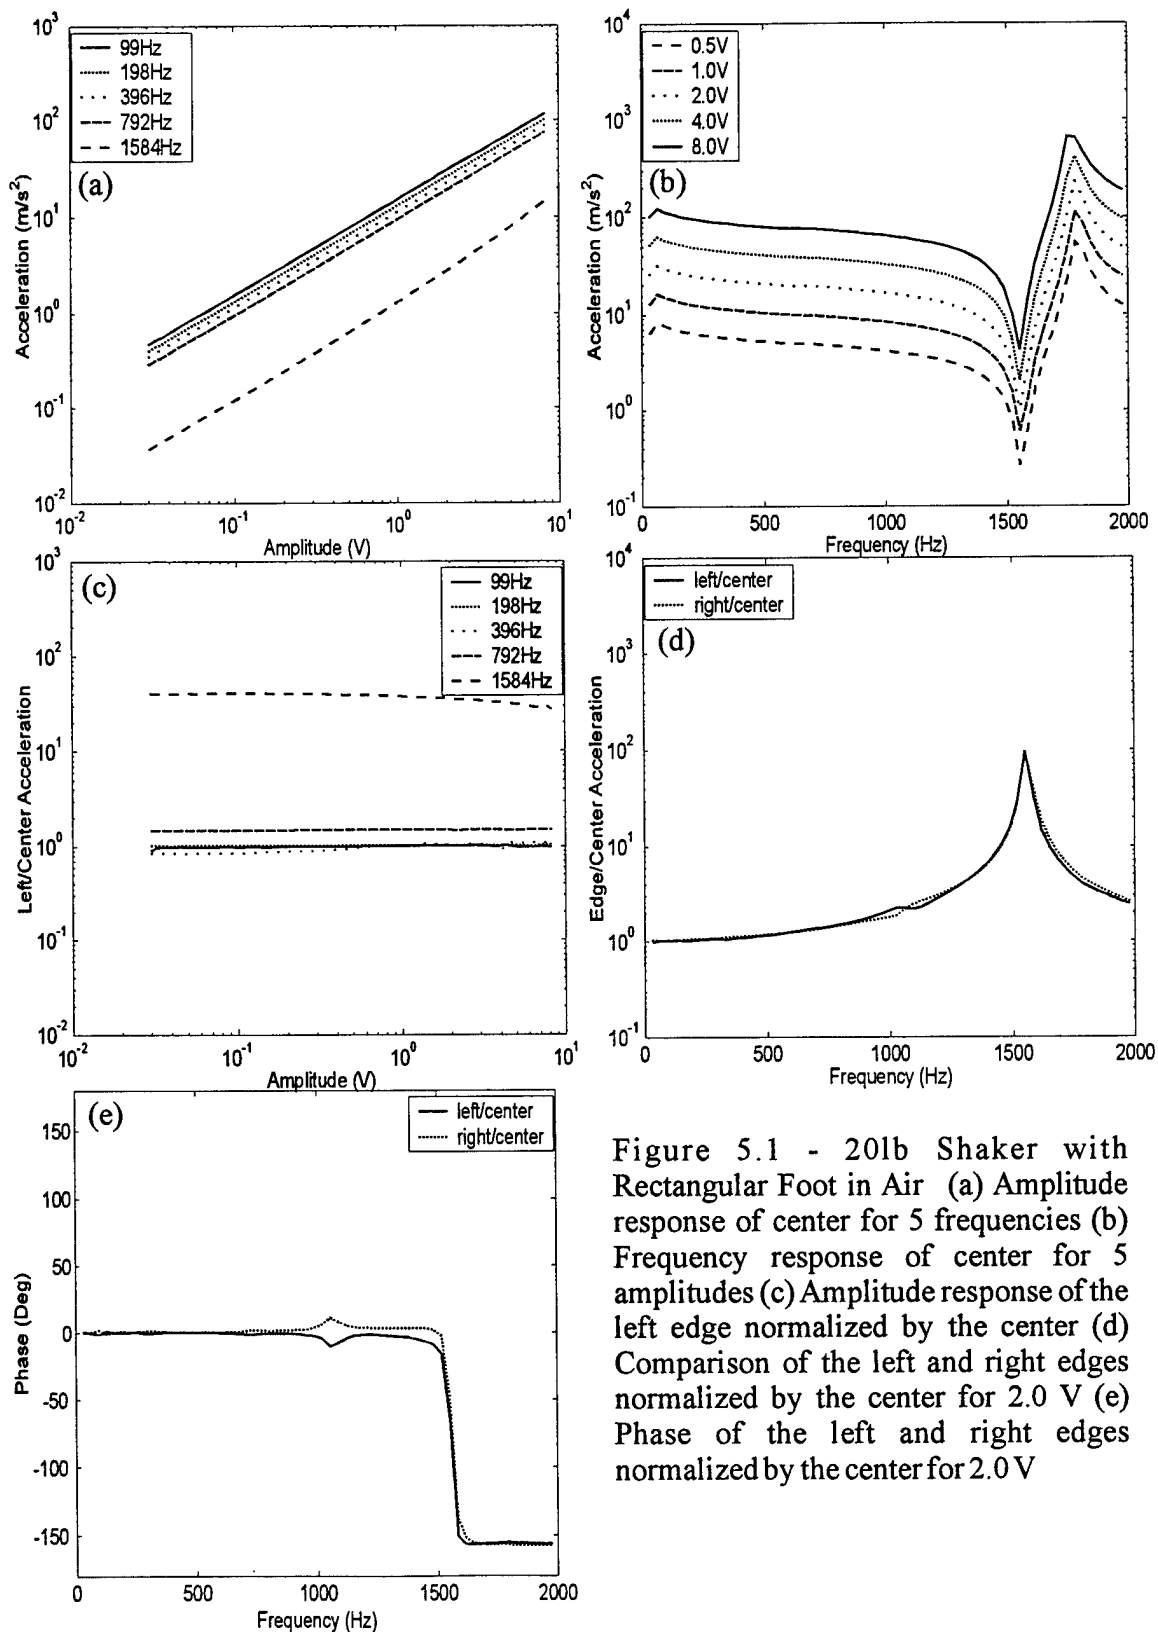 10^3
10^2
10^1
10^0
10^-1
10^-2
Acceleration (m/s^2)
99Hz
198Hz
396Hz
792Hz
1584Hz
(a)
10^-2
10^-1
10^0
10^1
Amplitude (V)
10^4
10^3
10^2
10^1
10^0
10^-1
Acceleration (m/s^2)
0.5V
1.0V
2.0V
4.0V
8.0V
(b)
0
500
1000
1500
2000
Frequency (Hz)
10^3
10^2
10^1
10^0
10^-1
10^-2
Left/Center Acceleration
(c)
99Hz
198Hz
396Hz
792Hz
1584Hz
10^-2
10^-1
10^0
10^1
Amplitude (V)
10^4
10^3
10^2
10^1
10^0
10^-1
Edge/Center Acceleration
left/center
right/center
(d)
0
500
1000
1500
2000
Frequency (Hz)
150
100
50
0
-50
-100
-150
Phase (Deg)
(e)
left/center
right/center
0
500
1000
1500
2000
Frequency (Hz)
Figure 5.1 - 20lb Shaker with
Rectangular Foot in Air (a) Amplitude
response of center for 5 frequencies (b)
Frequency response of center for 5
amplitudes (c) Amplitude response of the
left edge normalized by the center (d)
Comparison of the left and right edges
normalized by the center for 2.0 V (e)
Phase of the left and right edges
normalized by the center for 2.0 V